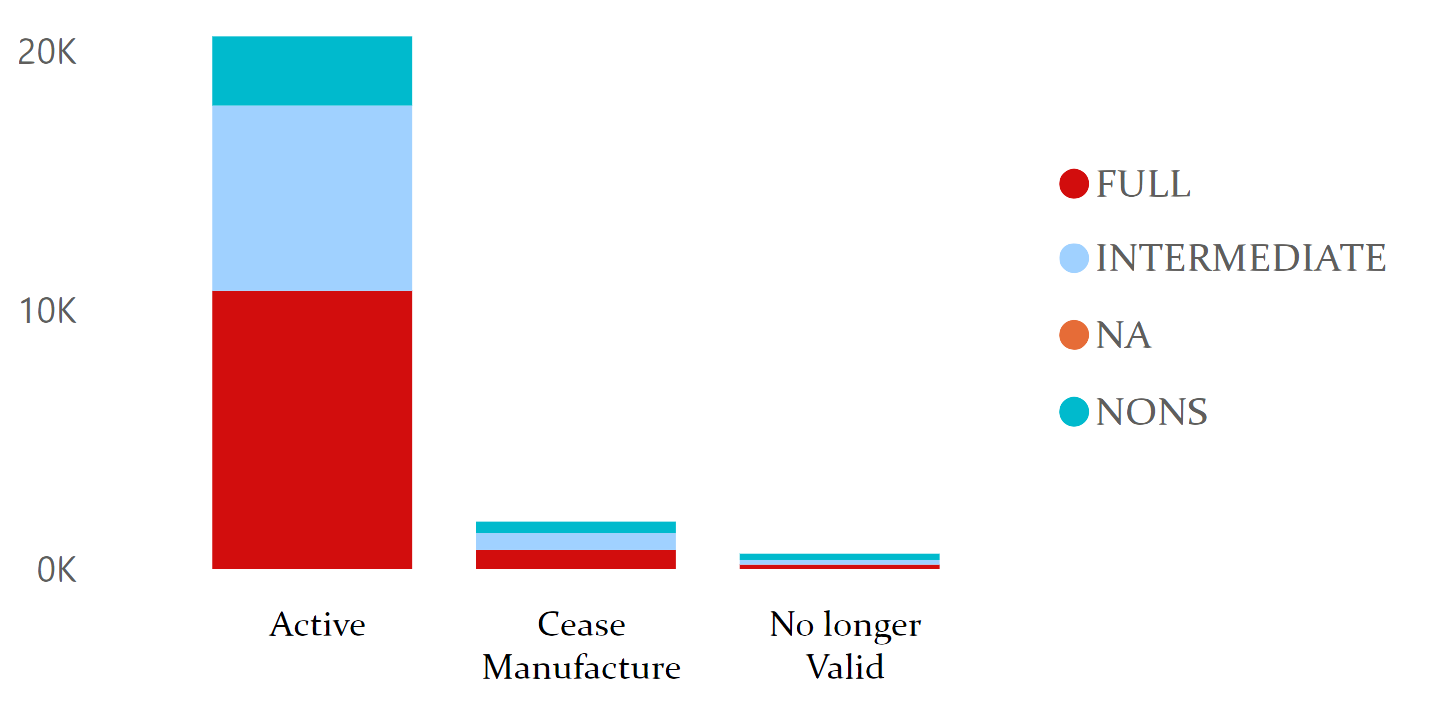 20K
10K
0K
Active
Cease
Manufacture
No longer
Valid
FULL
INTERMEDIATE
NA
NONS